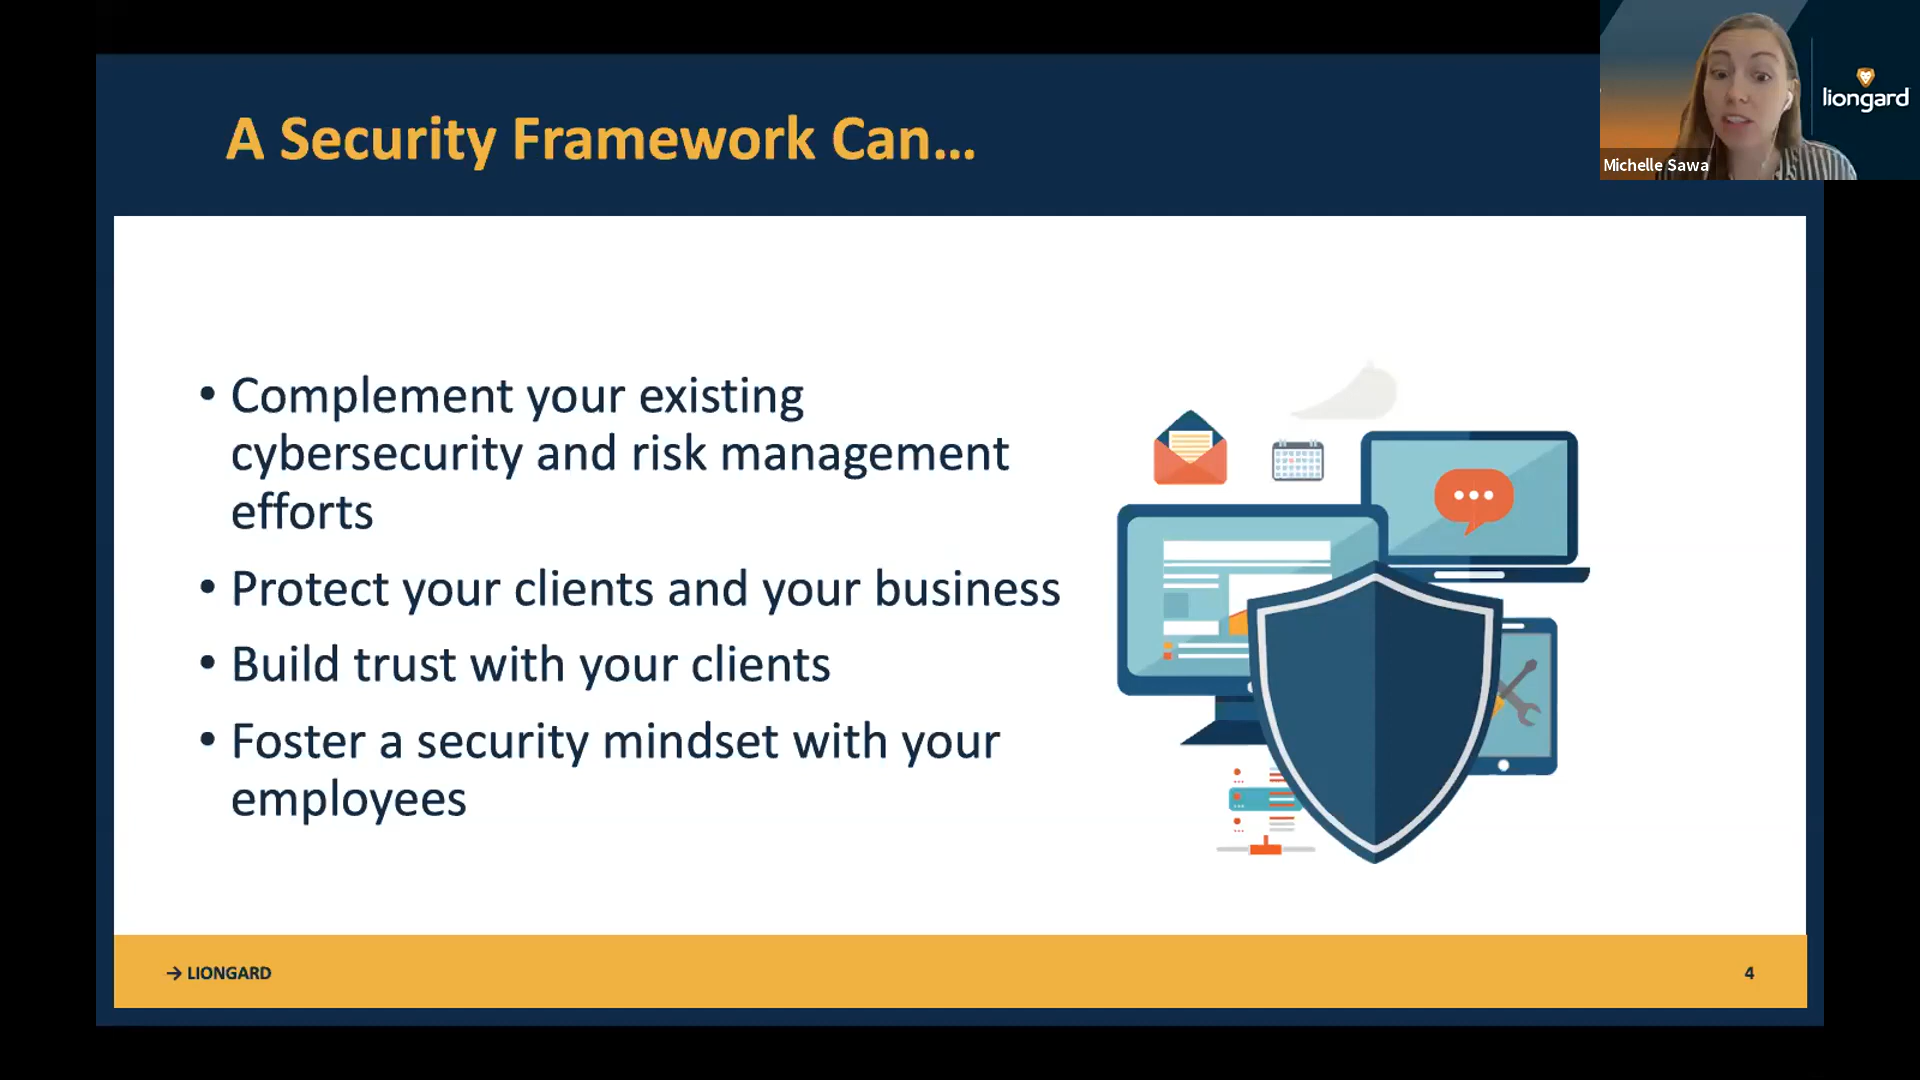 A Security Framework Can...
liongard
Michelle Sawa
• Complement your existing
cybersecurity and risk management
efforts
• Protect your clients and your business
• Build trust with your clients
• Foster a security mindset with your
employees
→ LIONGARD
4